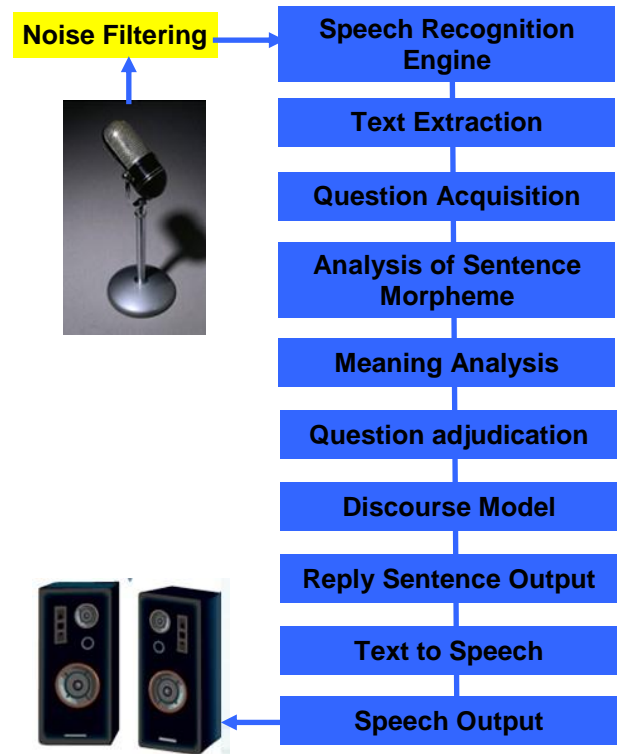 Noise Filtering
Speech Recognition
Engine
Text Extraction
Question Acquisition
Analysis of Sentence
Morpheme
Meaning Analysis
Question adjudication
Discourse Model
Reply Sentence Output
Text to Speech
Speech Output